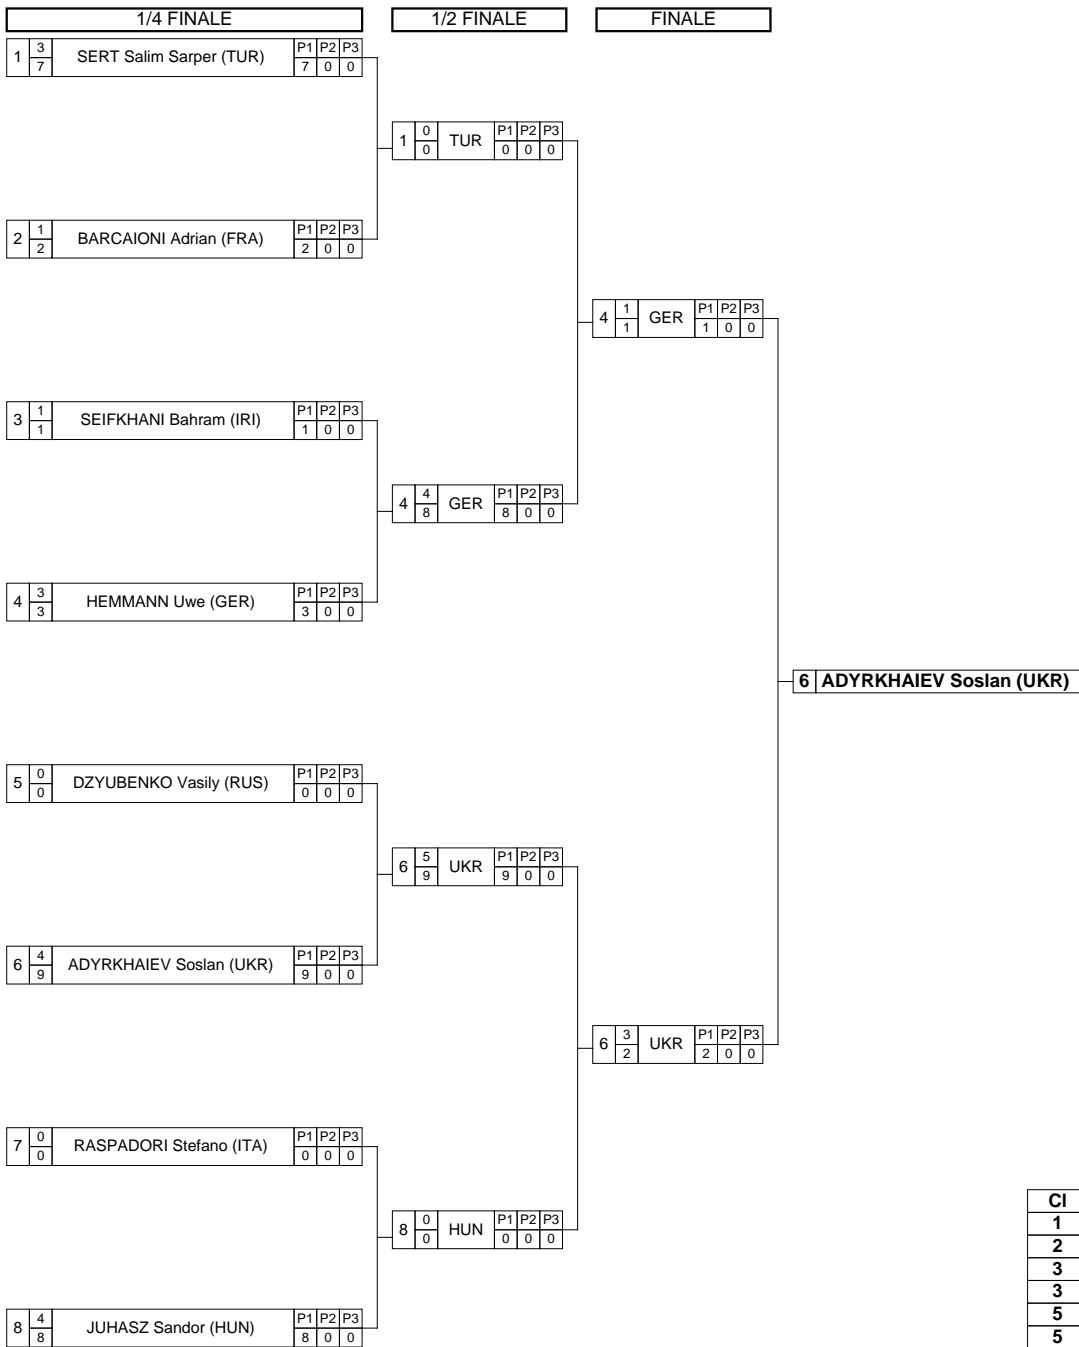 1/4 FINALE 1/2 FINALE FINALE
1 3 7 SERT Salim Sarper (TUR) P1 P2 P3 7 0 0
1 0 0 TUR P1 P2 P3 0 0 0
2 1 2 BARCAIONI Adrian (FRA) P1 P2 P3 2 0 0
4 1 1 GER P1 P2 P3 1 0 0
3 1 1 SEIFKHANI Bahram (IRI) P1 P2 P3 1 0 0
4 4 8 GER P1 P2 P3 8 0 0
4 3 3 HEMMANN Uwe (GER) P1 P2 P3 3 0 0
6 ADYRKHAIEV Soslan (UKR)
5 0 0 DZYUBENKO Vasily (RUS) P1 P2 P3 0 0 0
6 5 9 UKR P1 P2 P3 9 0 0
6 4 9 ADYRKHAIEV Soslan (UKR) P1 P2 P3 9 0 0
6 3 2 UKR P1 P2 P3 2 0 0
7 0 0 RASPADORI Stefano (ITA) P1 P2 P3 0 0 0
8 0 0 HUN P1 P2 P3 0 0 0
8 4 8 JUHASZ Sandor (HUN) P1 P2 P3 8 0 0
Cl
1
2
3
3
5
5